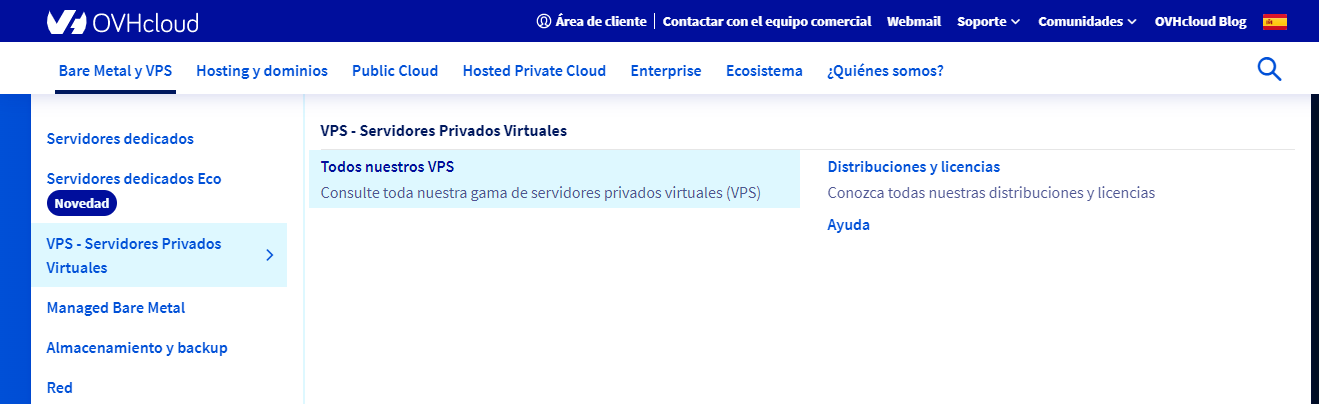 OVHcloud
Área de cliente
Contactar con el equipo comercial
Webmail
Soporte
Comunidades
OVHcloud Blog
Bare Metal y VPS
Hosting y dominios
Public Cloud
Hosted Private Cloud
Enterprise
Ecosistema
¿Quiénes somos?
Servidores dedicados
Servidores dedicados Eco
Novedad
VPS - Servidores Privados
Virtuales
Managed Bare Metal
Almacenamiento y backup
Red
VPS - Servidores Privados Virtuales
Todos nuestros VPS
Consulte toda nuestra gama de servidores privados virtuales (VPS)
Distribuciones y licencias
Conozca todas nuestras distribuciones y licencias
Ayuda